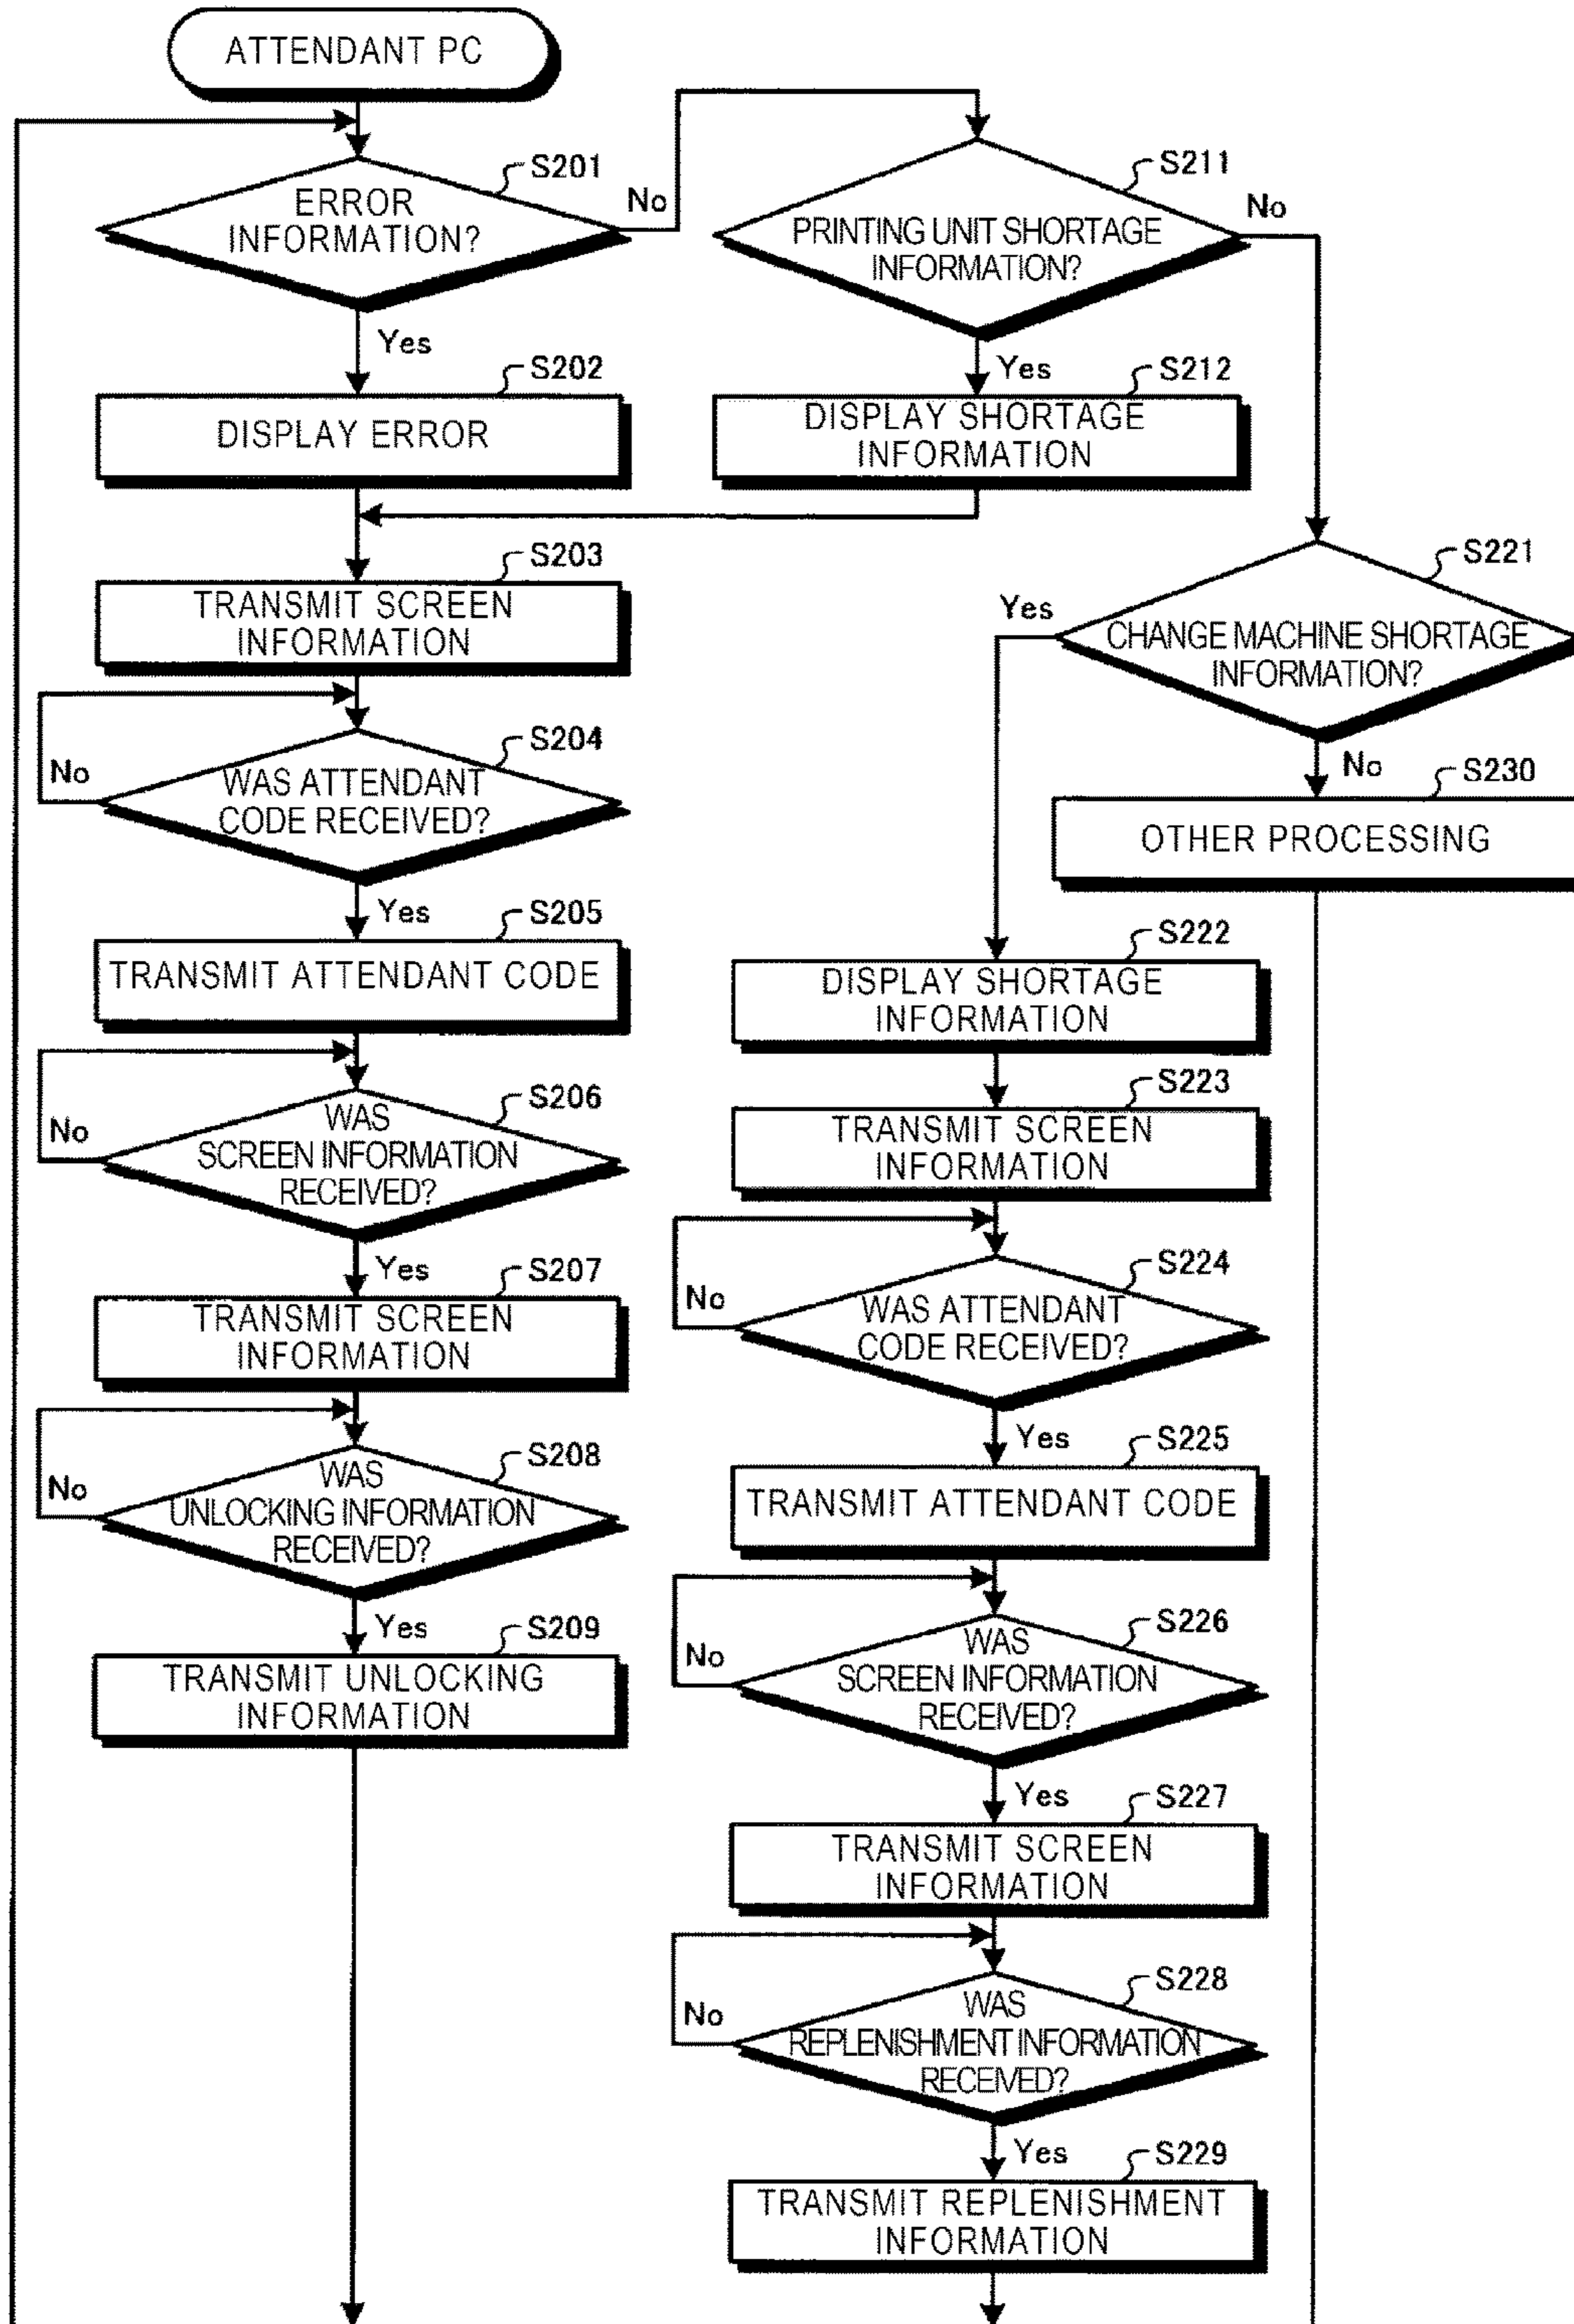 ATTENDANT PC
S201
ERROR
INFORMATION?
No
Yes
S202
DISPLAY ERROR
S203
TRANSMIT SCREEN
INFORMATION
S204
WAS ATTENDANT
CODE RECEIVED?
No
Yes
S205
TRANSMIT ATTENDANT CODE
S206
WAS
SCREEN INFORMATION
RECEIVED?
No
Yes
S207
TRANSMIT SCREEN
INFORMATION
S208
WAS
UNLOCKING INFORMATION
RECEIVED?
No
Yes
S209
TRANSMIT UNLOCKING
INFORMATION
S211
PRINTING UNIT SHORTAGE
INFORMATION?
No
Yes
S212
DISPLAY SHORTAGE
INFORMATION
S221
CHANGE MACHINE SHORTAGE
INFORMATION?
Yes
No
S230
OTHER PROCESSING
S222
DISPLAY SHORTAGE
INFORMATION
S223
TRANSMIT SCREEN
INFORMATION
S224
WAS ATTENDANT
CODE RECEIVED?
No
Yes
S225
TRANSMIT ATTENDANT CODE
S226
WAS
SCREEN INFORMATION
RECEIVED?
No
Yes
S227
TRANSMIT SCREEN
INFORMATION
S228
WAS
REPLENISHMENT INFORMATION
RECEIVED?
No
Yes
S229
TRANSMIT REPLENISHMENT
INFORMATION